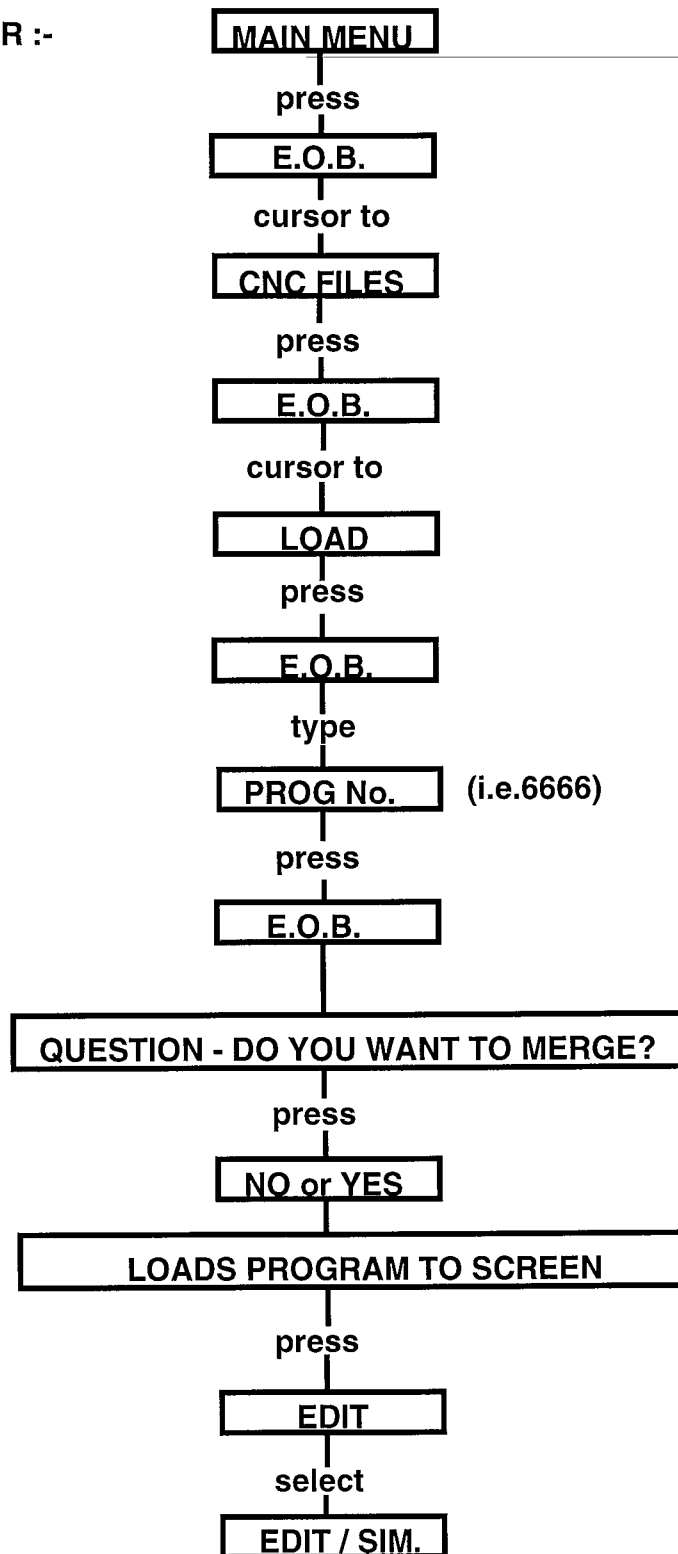 R :-
MAIN MENU
press
E.O.B.
cursor to
CNC FILES
press
E.O.B.
cursor to
LOAD
press
E.O.B.
type
PROG No. (i.e.6666)
press
E.O.B.
QUESTION - DO YOU WANT TO MERGE?
press
NO or YES
LOADS PROGRAM TO SCREEN
press
EDIT
select
EDIT / SIM.